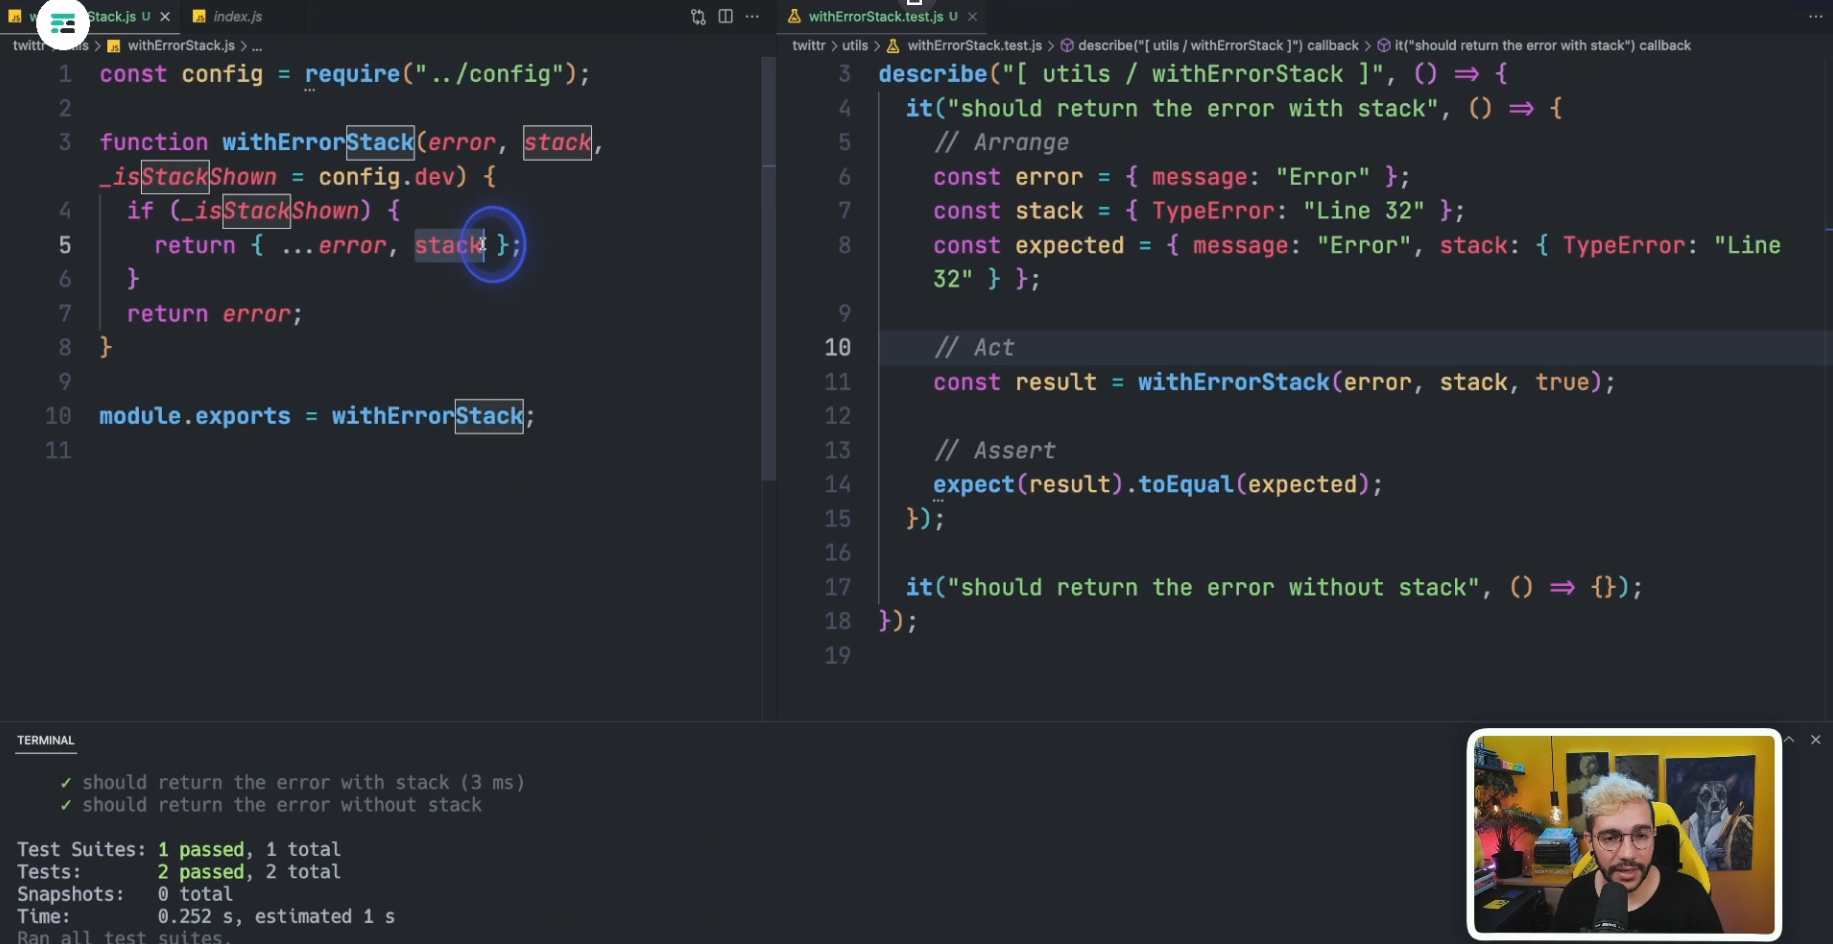 Stack.js U
index.js
withErrorStack.test.js U
twittr
withErrorStack.js > ...
twittr > utils > withErrorStack.test.js > describe("[ utils / withErrorStack ]") callback > it("should return the error with stack") callback
1 const config = require("../config");
2
3 function withErrorStack(error, stack,
_isStackShown = config.dev) {
4 if (_isStackShown) {
5 return { ...error, stack };
6 }
7 return error;
8 }
9
10 module.exports = withErrorStack;
11
3 describe("[ utils / withErrorStack ]", () => {
4 it("should return the error with stack", () => {
5 // Arrange
6 const error = { message: "Error" };
7 const stack = { TypeError: "Line 32" };
8 const expected = { message: "Error", stack: { TypeError: "Line
32" } };
9
10 // Act
11 const result = withErrorStack(error, stack, true);
12
13 // Assert
14 expect(result).toEqual(expected);
15 });
16
17 it("should return the error without stack", () => {});
18 });
19
TERMINAL
✓ should return the error with stack (3 ms)
✓ should return the error without stack
Test Suites: 1 passed, 1 total
Tests: 2 passed, 2 total
Snapshots: 0 total
Time: 0.252 s, estimated 1 s
Ran all test suites.